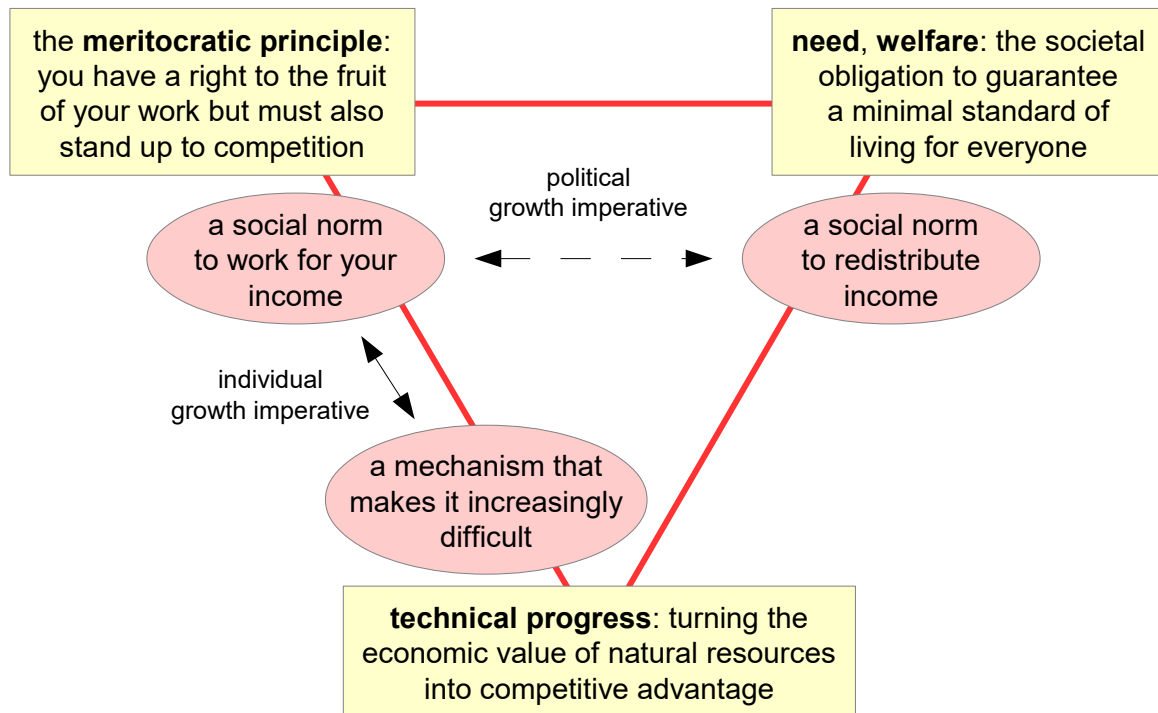 the meritocratic principle:
you have a right to the fruit
of your work but must also
stand up to competition
need, welfare: the societal
obligation to guarantee
a minimal standard of
living for everyone
political
growth imperative
a social norm
to work for your
income
a social norm
to redistribute
income
individual
growth imperative
a mechanism that
makes it increasingly
difficult
technical progress: turning the
economic value of natural resources
into competitive advantage